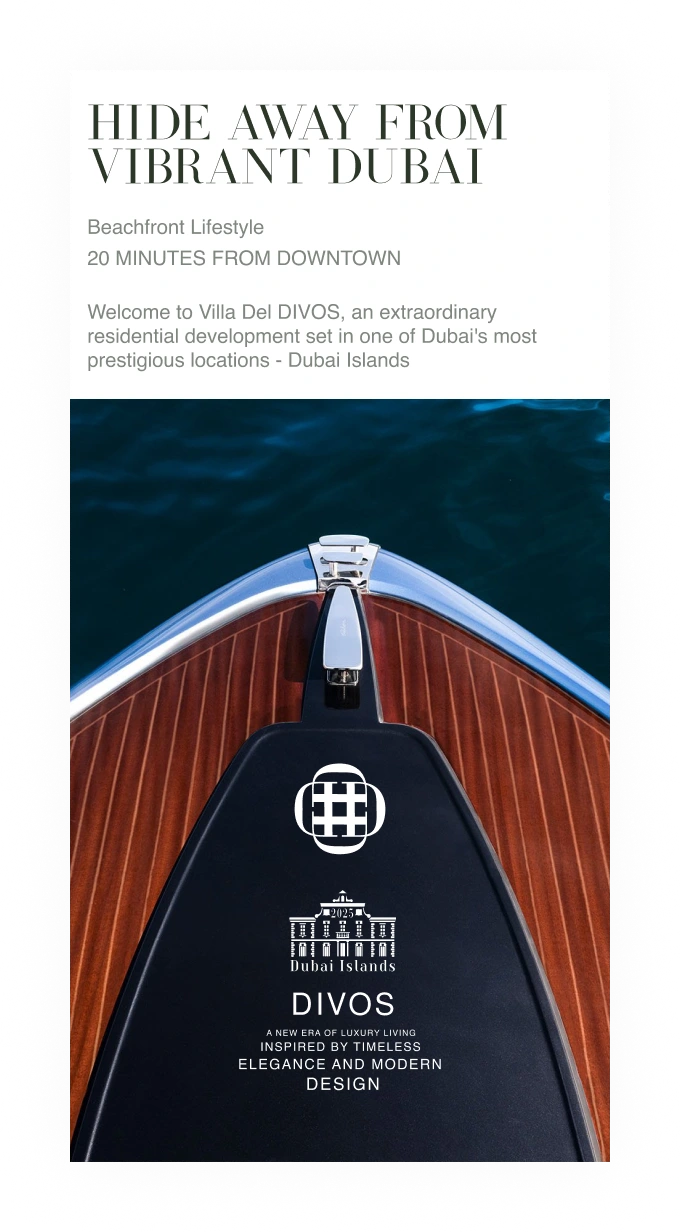 HIDE AWAY FROM
VIBRANT DUBAI
Beachfront Lifestyle
20 MINUTES FROM DOWNTOWN
Welcome to Villa Del DIVOS, an extraordinary
residential development set in one of Dubai's most
prestigious locations - Dubai Islands
2025
Dubai Islands
DIVOS
A NEW ERA OF LUXURY LIVING
INSPIRED BY TIMELESS
ELEGANCE AND MODERN
DESIGN